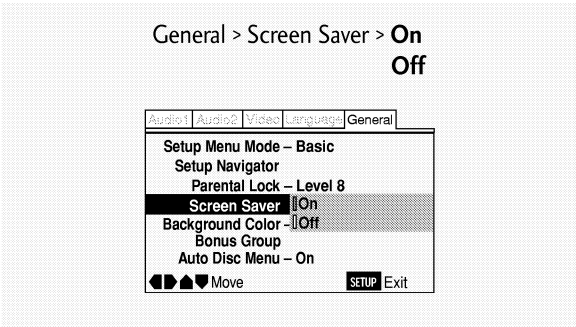 General > Screen Saver > On
Off
Audio1 Audio2 Video Language General
Setup Menu Mode – Basic
Setup Navigator
Parental Lock – Level 8
Screen Saver On
Background Color – Off
Bonus Group
Auto Disc Menu – On
Move SETUP Exit